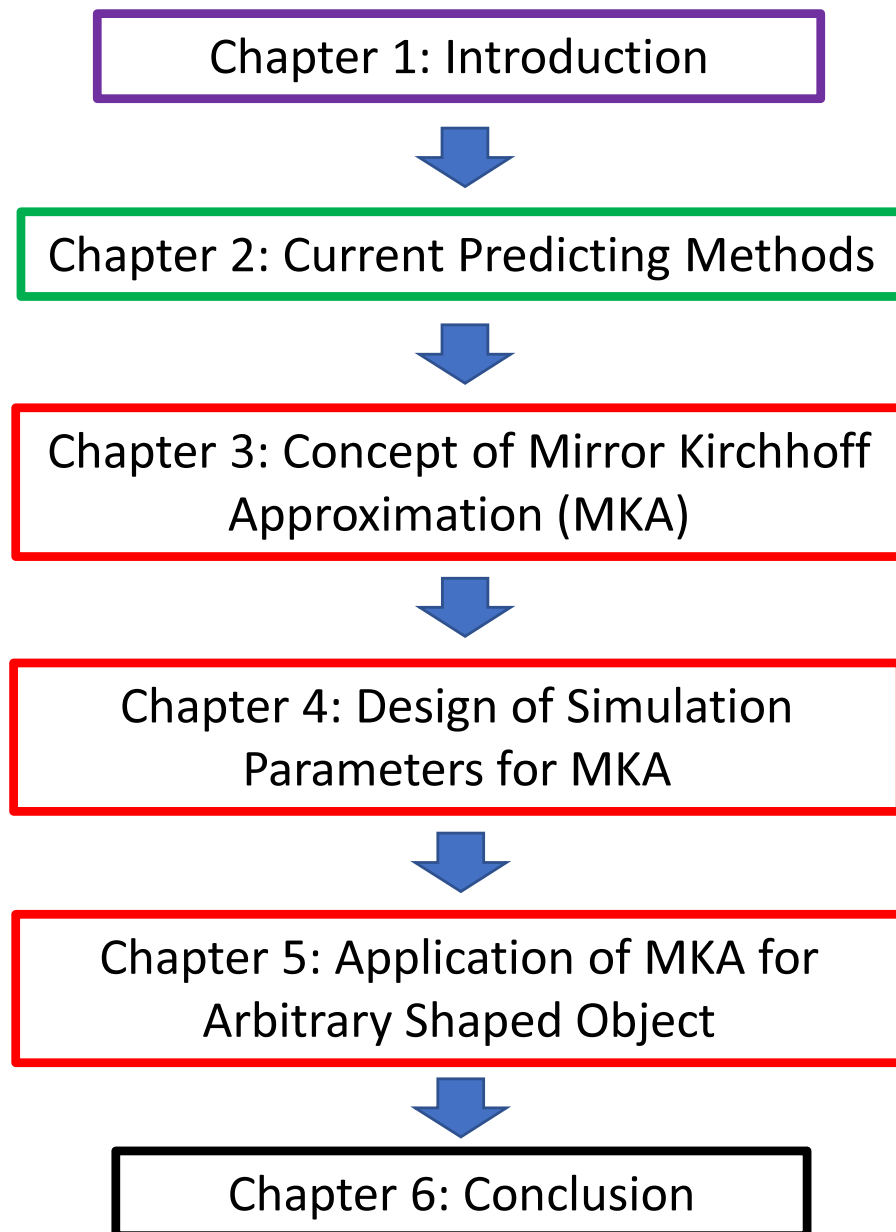 Chapter 1: Introduction
Chapter 2: Current Predicting Methods
Chapter 3: Concept of Mirror Kirchhoff
Approximation (MKA)
Chapter 4: Design of Simulation
Parameters for MKA
Chapter 5: Application of MKA for
Arbitrary Shaped Object
Chapter 6: Conclusion